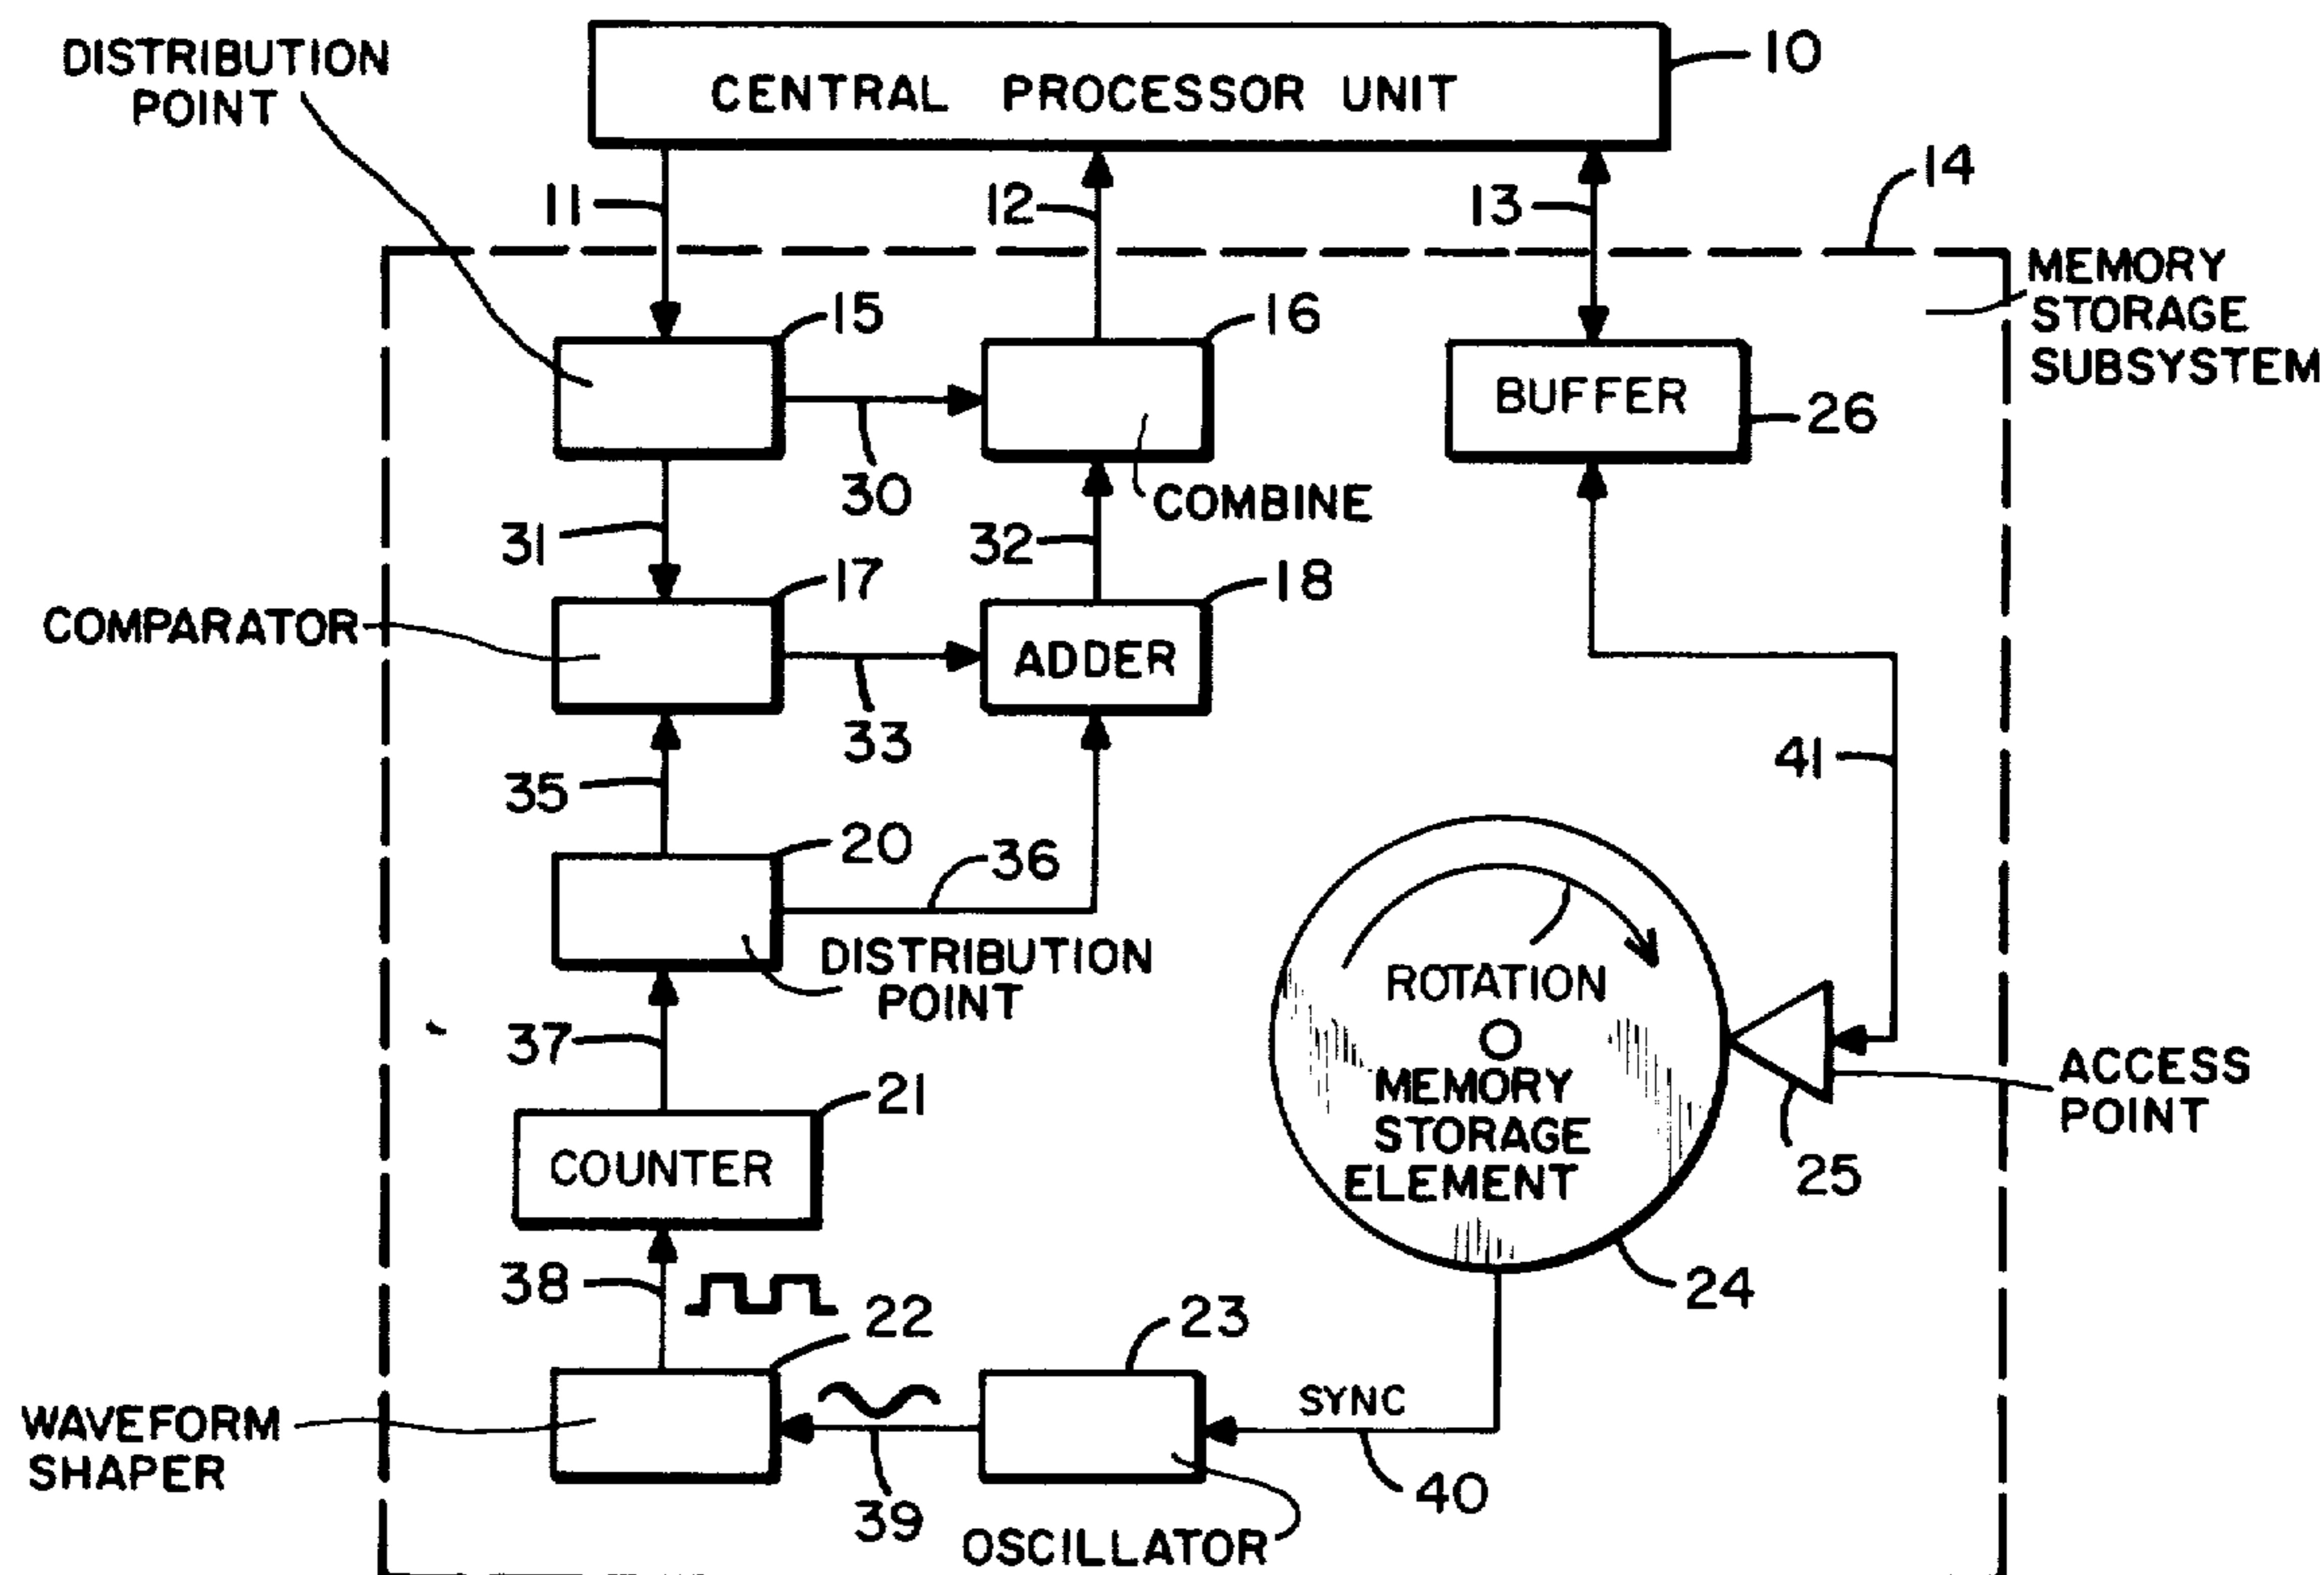 DISTRIBUTION
POINT
CENTRAL PROCESSOR UNIT
10
11
12
13
14
MEMORY
STORAGE
SUBSYSTEM
15
16
BUFFER
26
30
COMBINE
31
32
17
18
COMPARATOR
ADDER
33
35
41
20
36
DISTRIBUTION
POINT
ROTATION
37
MEMORY
STORAGE
ELEMENT
ACCESS
POINT
25
21
COUNTER
38
24
22
23
SYNC
WAVEFORM
SHAPER
39
40
OSCILLATOR